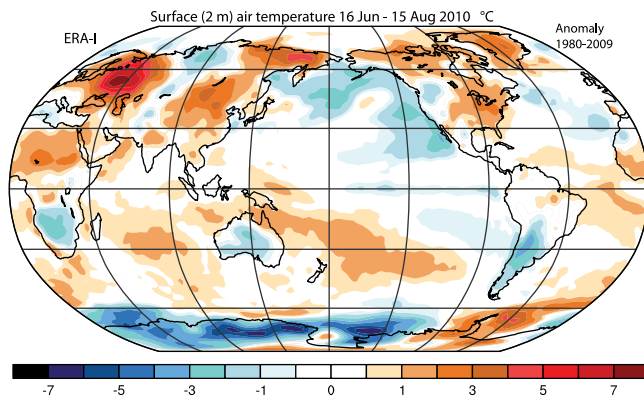 Surface (2 m) air temperature 16 Jun - 15 Aug 2010 °C
ERA-I
Anomaly
1980-2009
-7 -5 -3 -1 0 1 3 5 7